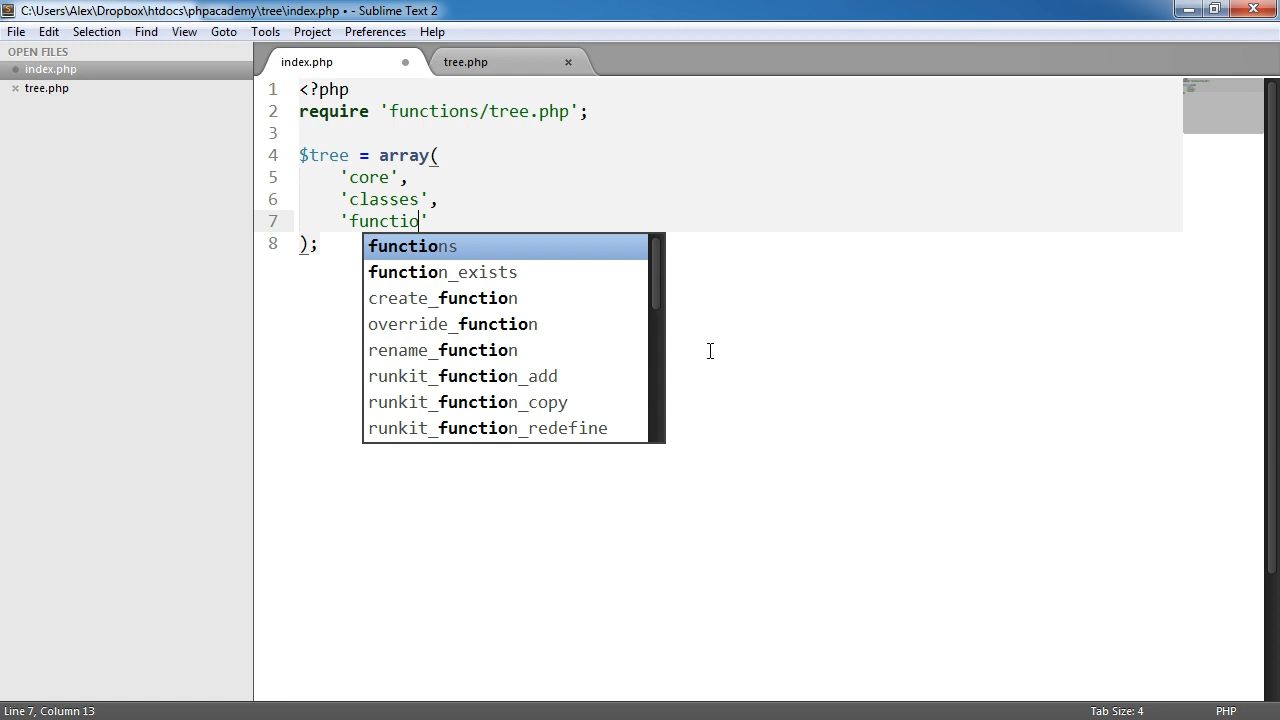 C:\Users\Alex\Dropbox\htdocs\phpacademy\tree\index.php • - Sublime Text 2
File Edit Selection Find View Goto Tools Project Preferences Help
OPEN FILES
index.php
tree.php
index.php
tree.php
1 <?php
2 require 'functions/tree.php';
3
4 $tree = array(
5 'core',
6 'classes',
7 'functio'
8 );
functions
function_exists
create_function
override_function
rename_function
runkit_function_add
runkit_function_copy
runkit_function_redefine
Line 7, Column 13
Tab Size: 4
PHP